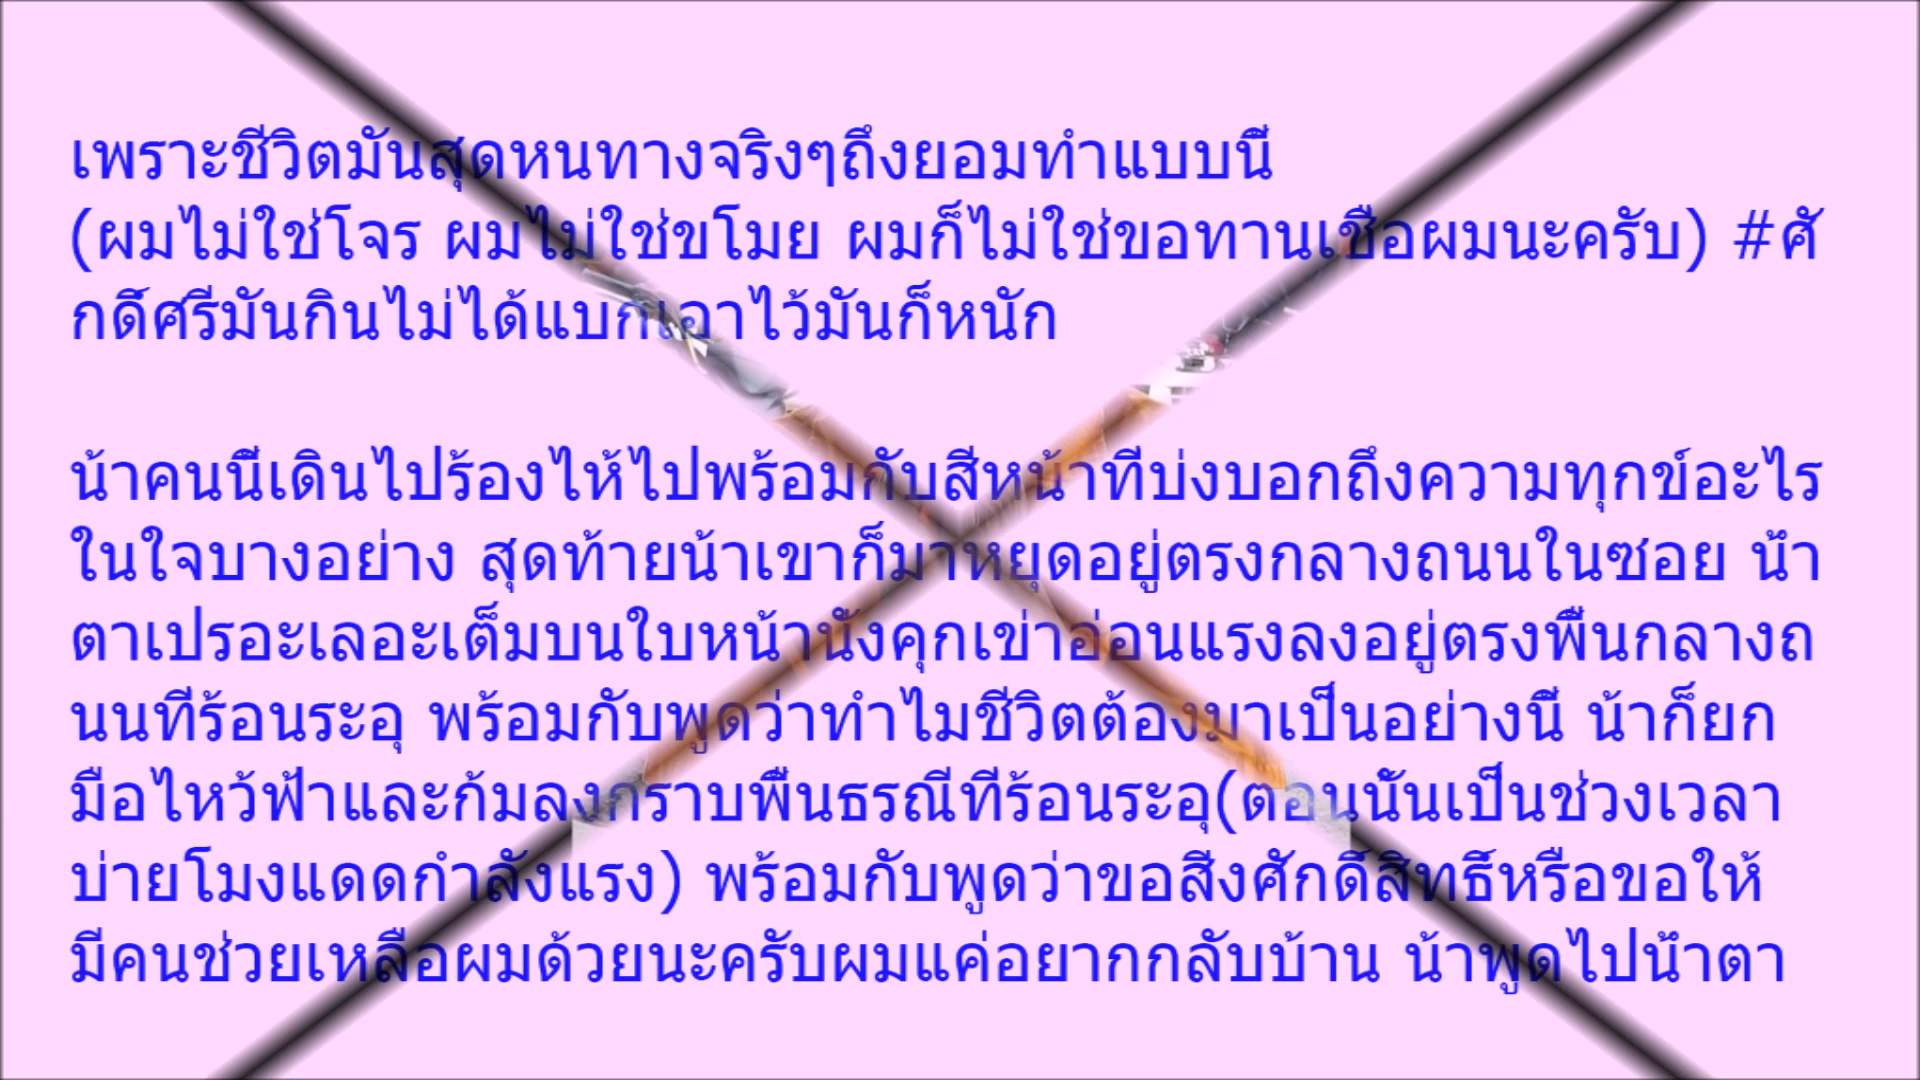 เพราะชีวิตมันสุดหนทางจริงๆถึงยอมทำแบบนี้
(ผมไม่ใช่โจร ผมไม่ใช่ขโมย ผมก็ไม่ใช่ขอทานเชื่อผมนะครับ) #ศั
กดิ์ศรีมันกินไม่ได้แบกเอาไว้มันก็หนัก
น้าคนนี้เดินไปร้องไห้ไปพร้อมกับสีหน้าที่บ่งบอกถึงความทุกข์อะไร
ในใจบางอย่าง สุดท้ายน้าเขาก็มาหยุดอยู่ตรงกลางถนนในซอย น้ำ
ตาเปรอะเลอะเต็มบนใบหน้านั่งคุกเข่าอ่อนแรงลงอยู่ตรงพื้นกลางถ
นนที่ร้อนระอุ พร้อมกับพูดว่าทำไมชีวิตต้องมาเป็นอย่างนี้ น้าก็ยก
มือไหว้ฟ้าและก้มลงกราบพื้นธรณีที่ร้อนระอุ(ตอนนั้นเป็นช่วงเวลา
บ่ายโมงแดดกำลังแรง) พร้อมกับพูดว่าขอสิ่งศักดิ์สิทธิ์หรือขอให้
มีคนช่วยเหลือผมด้วยนะครับผมแค่อยากกลับบ้าน น้าพูดไปน้ำตา